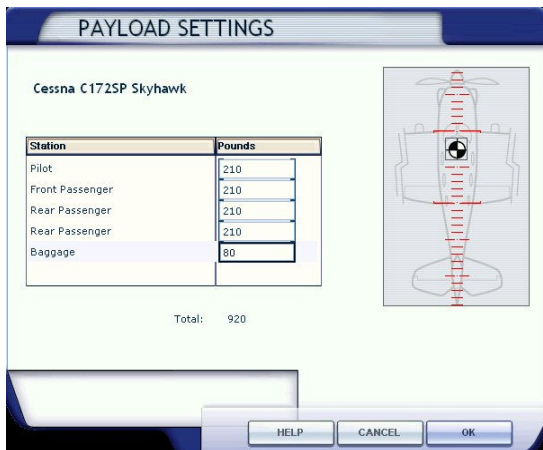 PAYLOAD SETTINGS
Cessna C172SP Skyhawk
Station Pounds
Pilot 210
Front Passenger 210
Rear Passenger 210
Rear Passenger 210
Baggage 80
Total: 920
HELP CANCEL OK